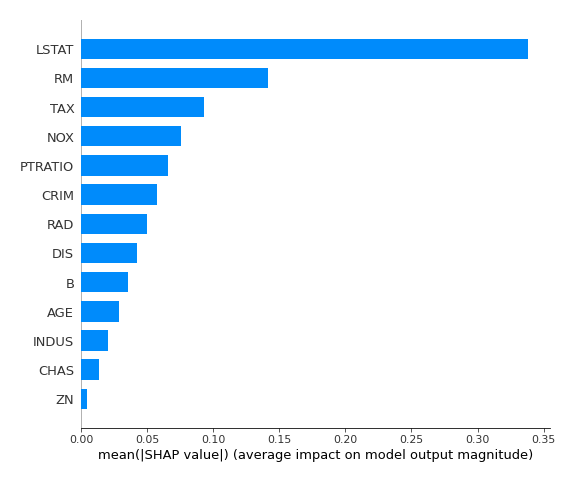 LSTAT
RM
TAX
NOX
PTRATIO
CRIM
RAD
DIS
B
AGE
INDUS
CHAS
ZN
0.00 0.05 0.10 0.15 0.20 0.25 0.30 0.35
mean(|SHAP value|) (average impact on model output magnitude)